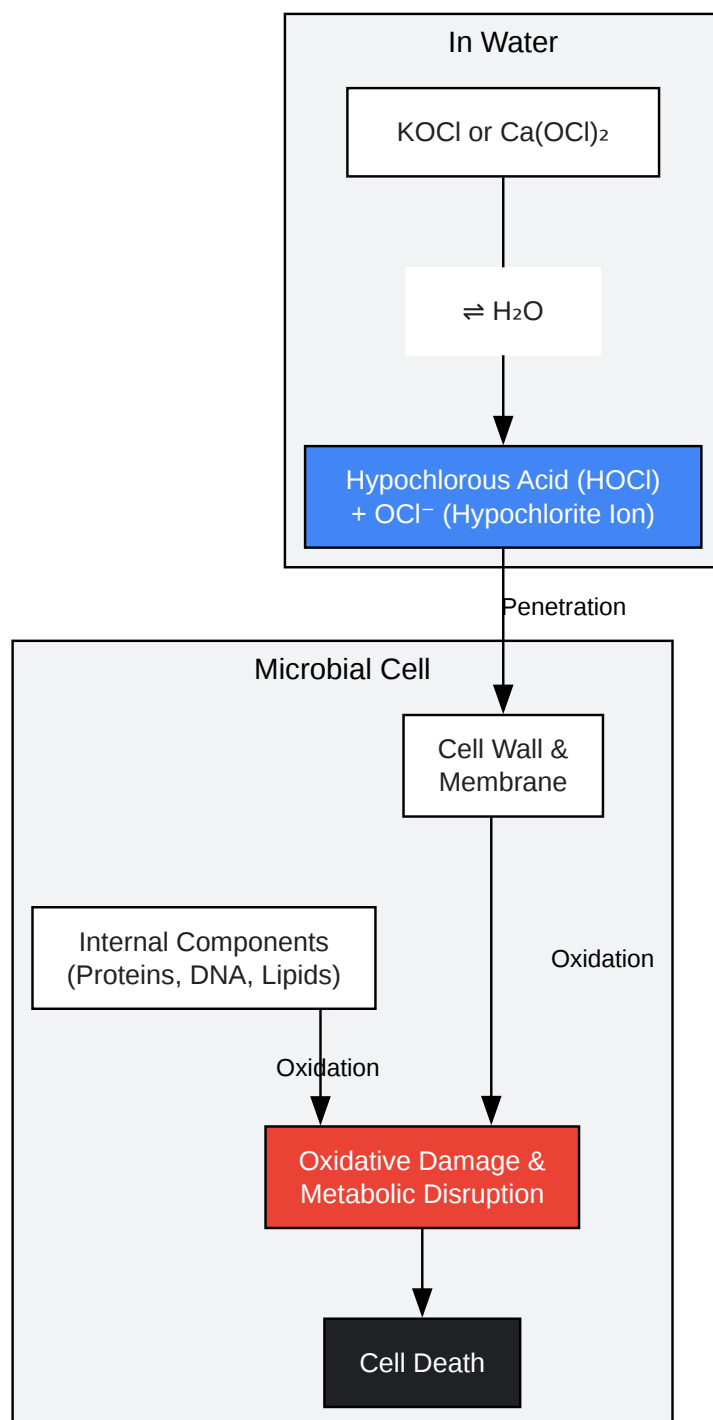 In Water
KOCl or Ca(OCl)₂
⇌ H₂O
Hypochlorous Acid (HOCl)
+ OCl⁻ (Hypochlorite Ion)
Penetration
Microbial Cell
Cell Wall &
Membrane
Internal Components
(Proteins, DNA, Lipids)
Oxidation
Oxidation
Oxidative Damage &
Metabolic Disruption
Cell Death